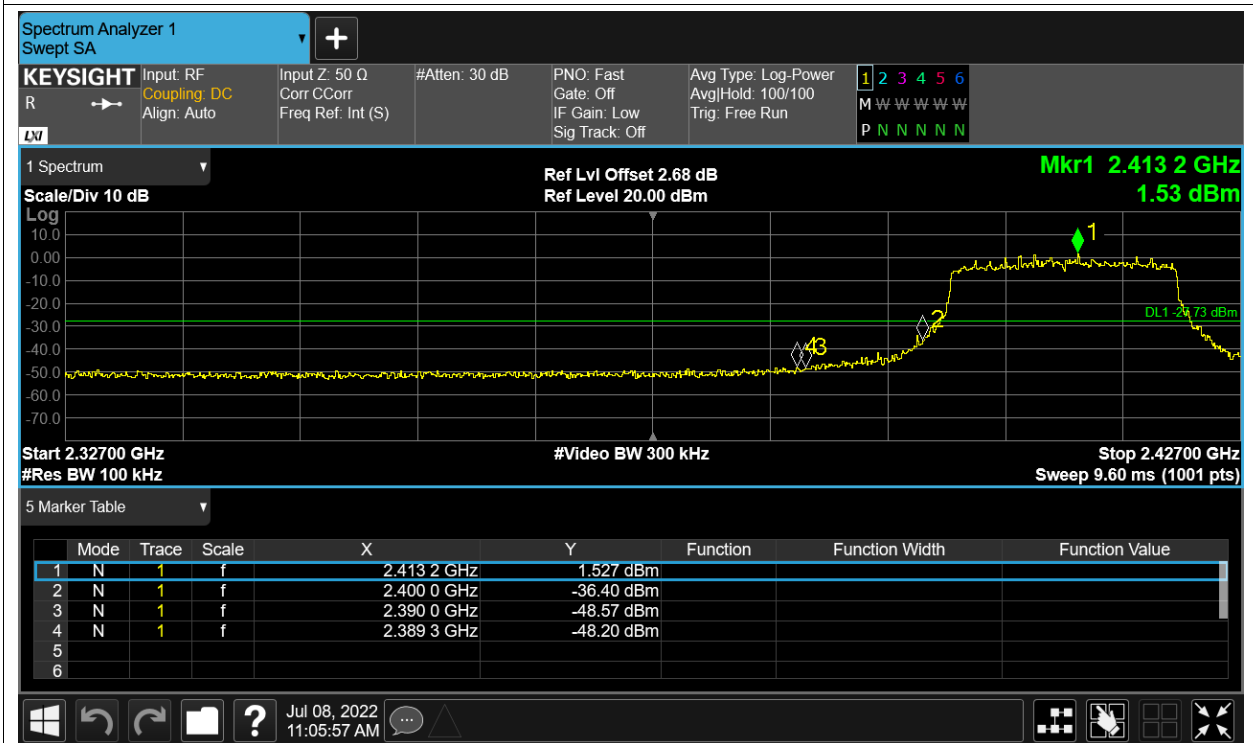 Spectrum Analyzer 1
Swept SA
KEYSIGHT Input: RF Input Z: 50 Ω #Atten: 30 dB PNO: Fast Avg Type: Log-Power 1 2 3 4 5 6
R Coupling: DC Corr CCorr Gate: Off Avg|Hold: 100/100 M W W W W W
Align: Auto Freq Ref: Int (S) IF Gain: Low Trig: Free Run
LXI Sig Track: Off P N N N N N
1 Spectrum Ref Lvl Offset 2.68 dB Mkr1 2.413 2 GHz
Scale/Div 10 dB Ref Level 20.00 dBm 1.53 dBm
Log
10.0 1
0.00
-10.0
-20.0
DL1 -27.73 dBm
-30.0 2
-40.0 43
-50.0
-60.0
-70.0
Start 2.32700 GHz #Video BW 300 kHz Stop 2.42700 GHz
#Res BW 100 kHz Sweep 9.60 ms (1001 pts)
5 Marker Table
Mode Trace Scale X Y Function Function Width Function Value
1 N 1 f 2.413 2 GHz 1.527 dBm
2 N 1 f 2.400 0 GHz -36.40 dBm
3 N 1 f 2.390 0 GHz -48.57 dBm
4 N 1 f 2.389 3 GHz -48.20 dBm
5
6
? Jul 08, 2022
11:05:57 AM